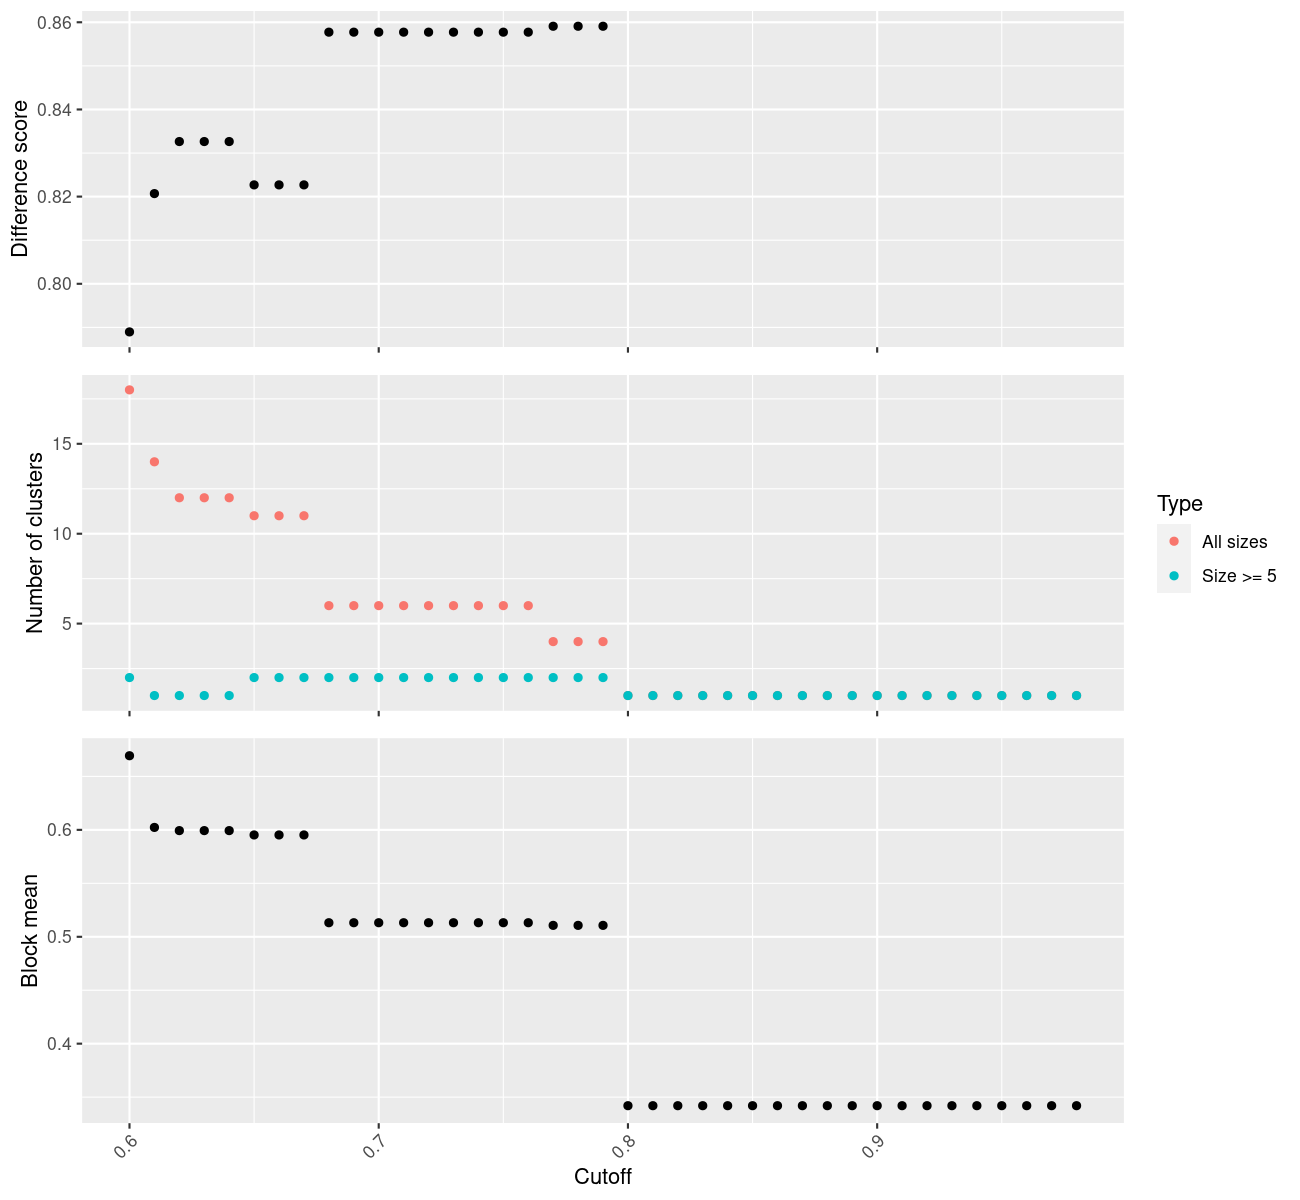 Difference score
0.86
0.84
0.82
0.80
Number of clusters
15
10
5
Type
All sizes
Size >= 5
Block mean
0.6
0.5
0.4
0.6 0.7 0.8 0.9
Cutoff